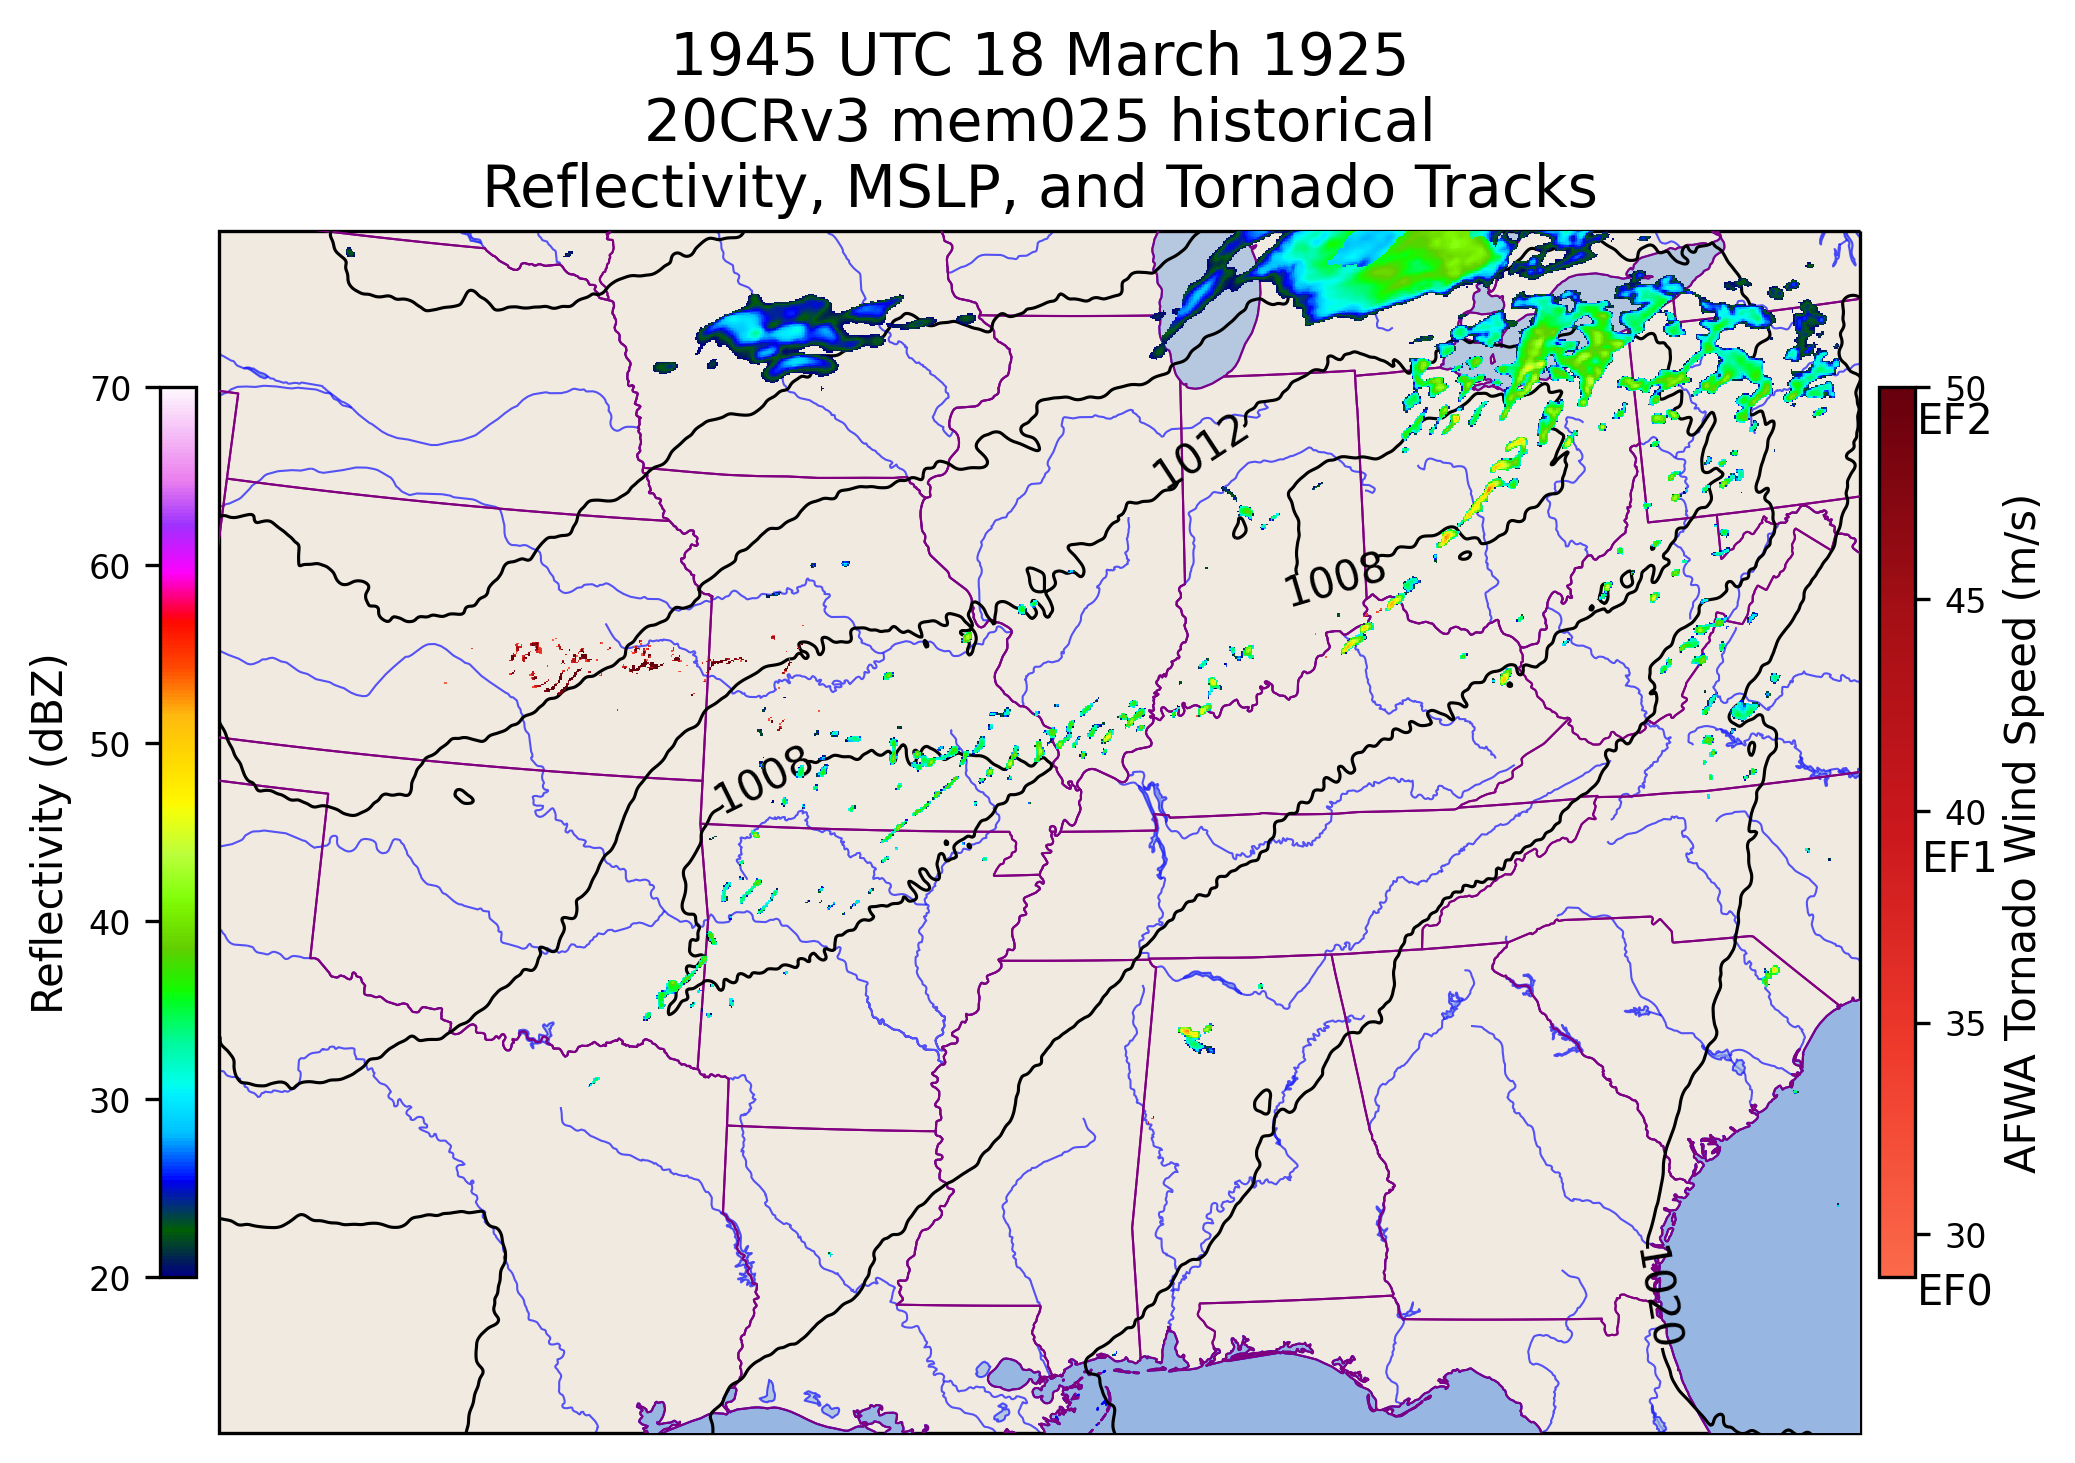 1945 UTC 18 March 1925
20CRv3 mem025 historical
Reflectivity, MSLP, and Tornado Tracks
70
60
50
40
30
20
Reflectivity (dBZ)
1012
1008
1008
1020
50
EF2
45
40
EF1
35
30
EF0
AFWA Tornado Wind Speed (m/s)